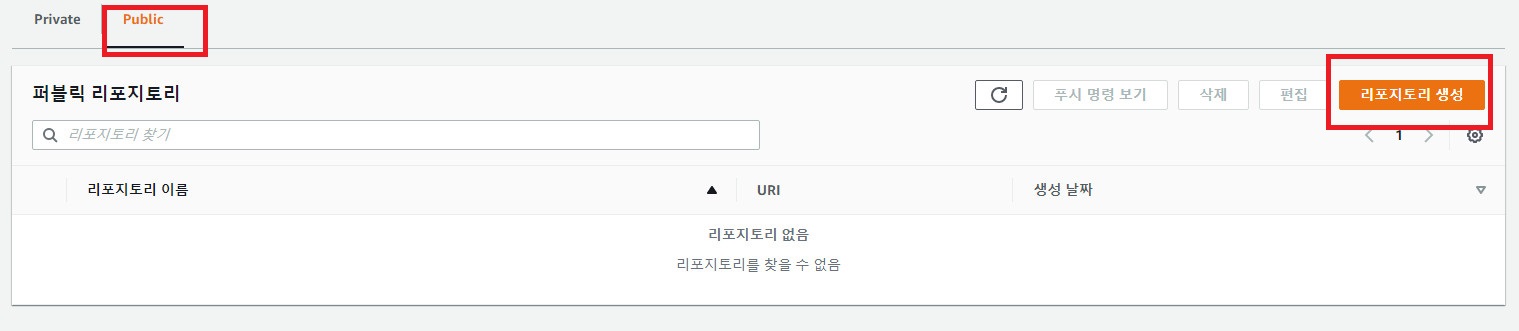 Private Public
퍼블릭 리포지토리 푸시 명령 보기 삭제 편집 리포지토리 생성
리포지토리 찾기 1
리포지토리 이름 URI 생성 날짜
리포지토리 없음
리포지토리를 찾을 수 없음